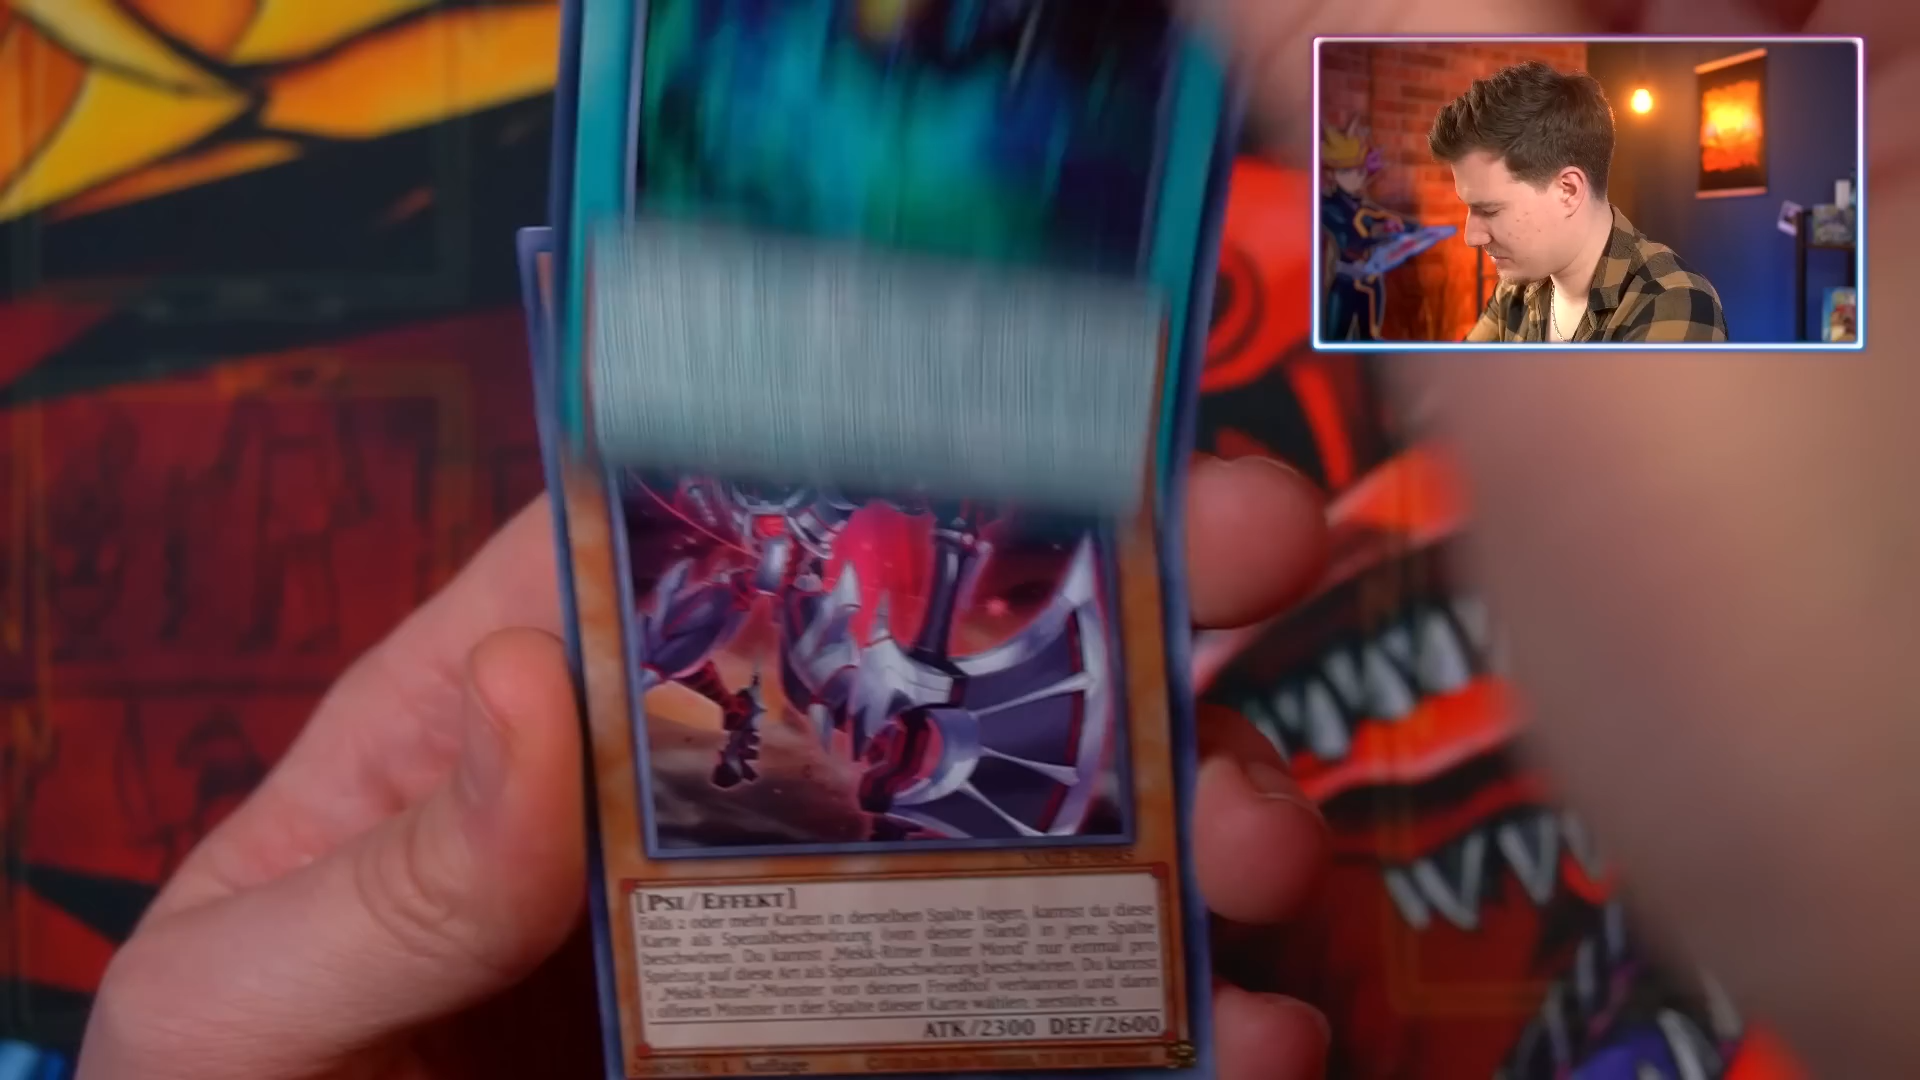 [PSI/EFFEKT]
Falls 2 oder mehr Karten in derselben Spalte liegen, kannst du diese
Karte als Spezialbeschwörung (von deiner Hand) in jene Spalte
beschwören. Du kannst „Mekk-Ritter Roter Mond“ nur einmal pro
Spielzug auf diese Art als Spezialbeschwörung beschwören. Du kannst
1 „Mekk-Ritter“-Monster von deinem Friedhof verbannen und dann
1 offenes Monster in der Spalte dieser Karte wählen; zerstöre es.
ATK/2300 DEF/2600
1. Auflage